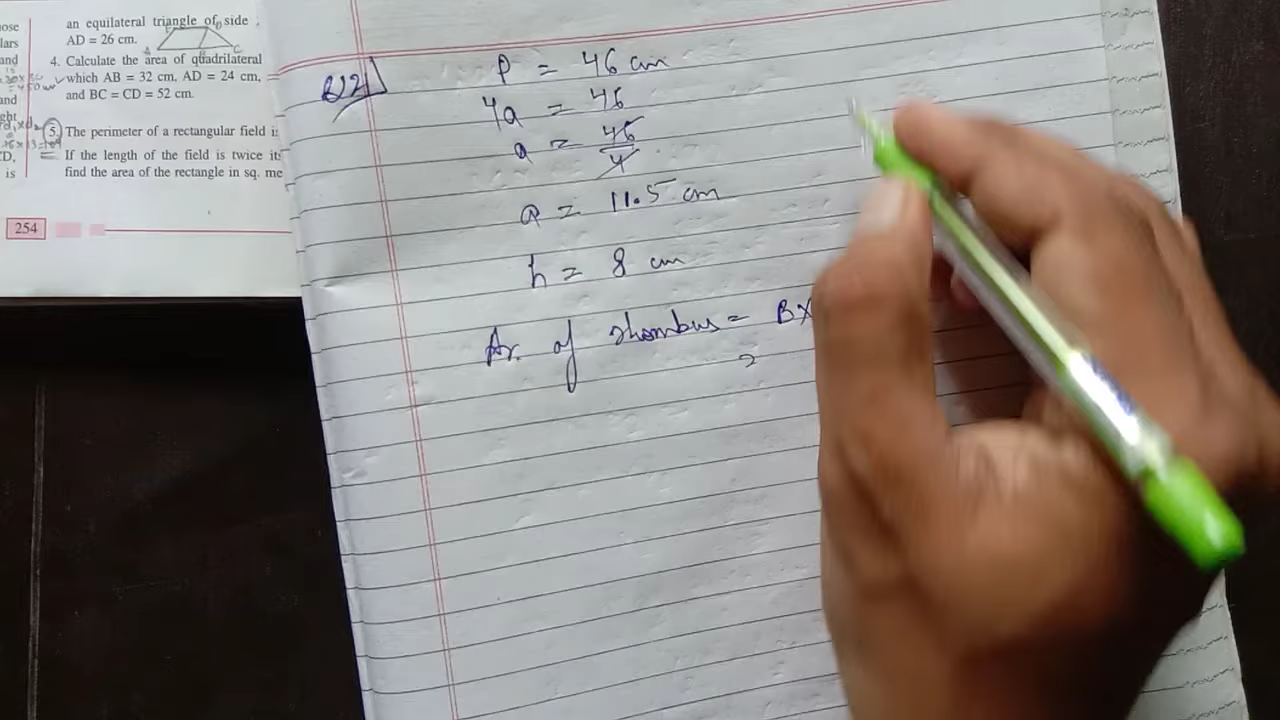 an equilateral triangle of side
AD = 26 cm.
4. Calculate the area of quadrilateral
which AB = 32 cm, AD = 24 cm,
and BC = CD = 52 cm.
5. The perimeter of a rectangular field
If the length of the field is twice
find the area of the rectangle in sq.
254
lars
and
and
is
P = 46 cm
4a = 46
a = 46/4
a = 11.5 cm
h = 8 cm
Ar. of rhombus = B×